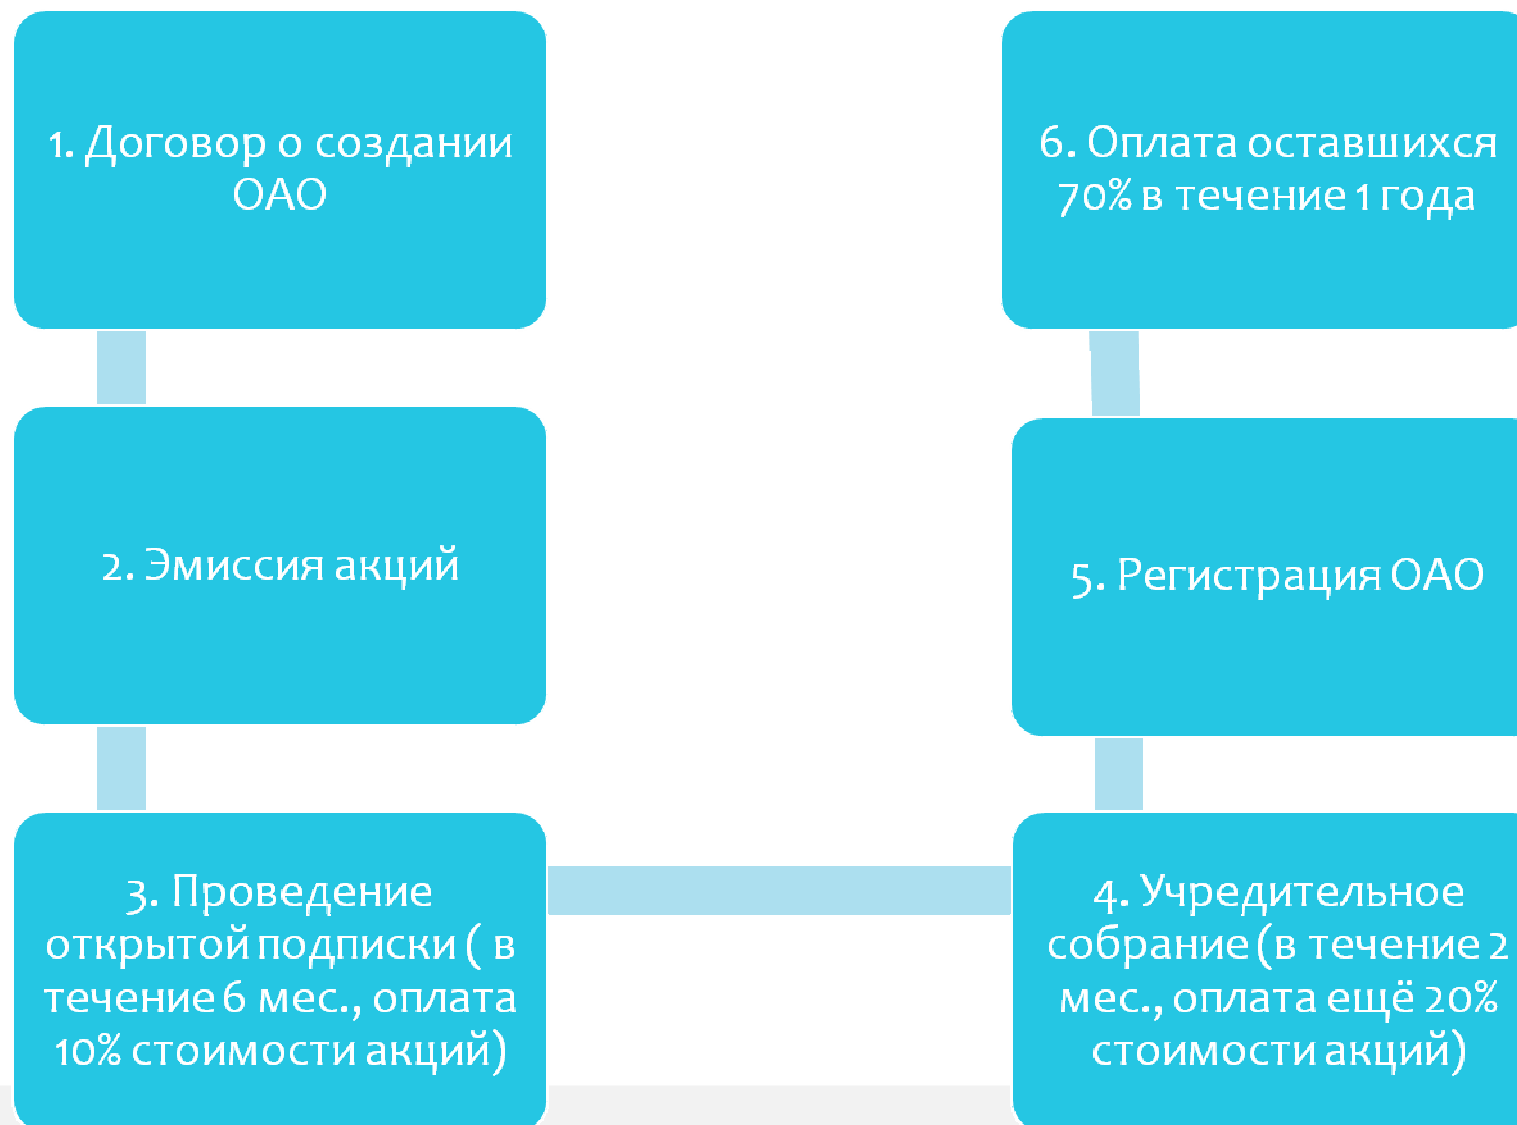 1. Договор о создании
ОАО
2. Эмиссия акций
3. Проведение
открытой подписки ( в
течение 6 мес., оплата
10% стоимости акций)
4. Учредительное
собрание (в течение 2
мес., оплата ещё 20%
стоимости акций)
5. Регистрация ОАО
6. Оплата оставшихся
70% в течение 1 года